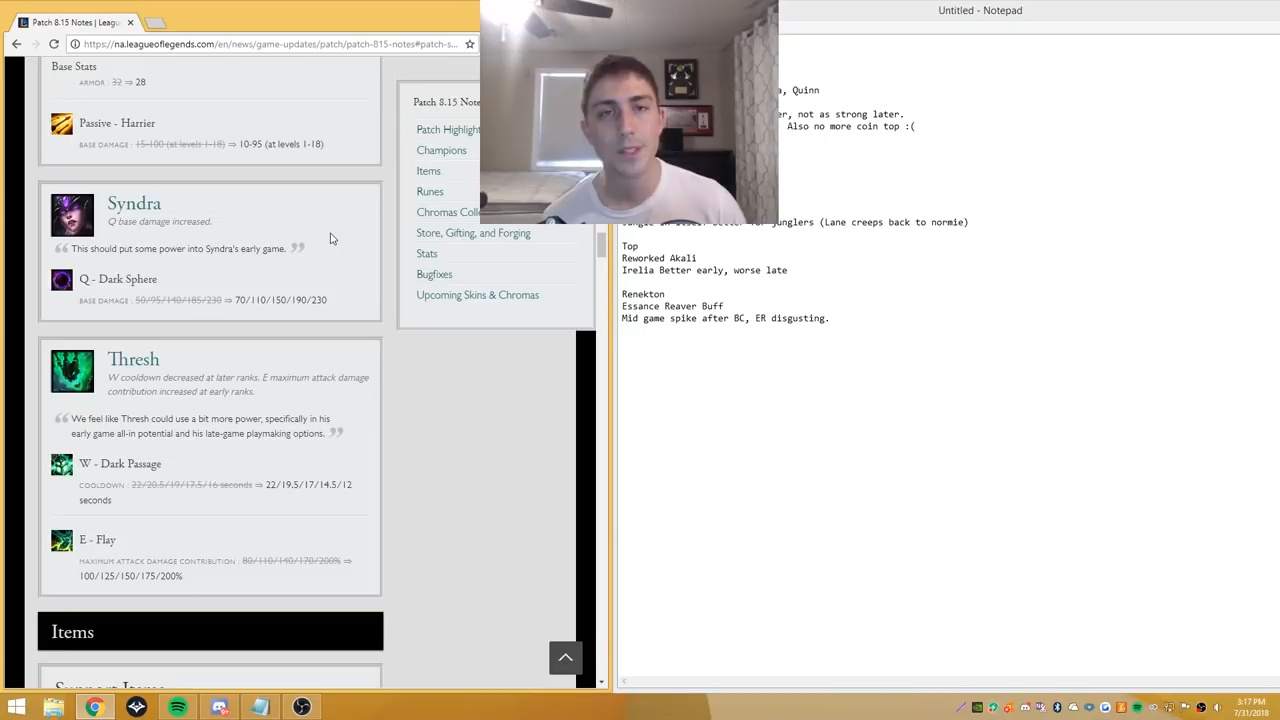 Patch 8.15 Notes | Leagu
Untitled - Notepad
https://na.leagueoflegends.com/en/news/game-updates/patch/patch-815-notes#patch-s...
Base Stats
ARMOR : 32 ⇒ 28
Passive - Harrier
BASE DAMAGE : 15-100 (at levels 1-18) ⇒ 10-95 (at levels 1-18)
Syndra
Q base damage increased.
This should put some power into Syndra's early game.
Q - Dark Sphere
BASE DAMAGE : 50/95/140/185/230 ⇒ 70/110/150/190/230
Thresh
W cooldown decreased at later ranks. E maximum attack damage
contribution increased at early ranks.
We feel like Thresh could use a bit more power, specifically in his
early game all-in potential and his late-game playmaking options.
W - Dark Passage
COOLDOWN : 22/20.5/19/17.5/16 seconds ⇒ 22/19.5/17/14.5/12
seconds
E - Flay
MAXIMUM ATTACK DAMAGE CONTRIBUTION : 80/110/140/170/200% ⇒
100/125/150/175/200%
Items
Support Items
Patch 8.15 Note
Patch Highligh
Champions
Items
Runes
Chromas Coll
Store, Gifting, and Forging
Stats
Bugfixes
Upcoming Skins & Chromas
, Quinn
, not as strong later.
Also no more coin top :(
Jungle in itself better for junglers (Lane creeps back to normie)
Top
Reworked Akali
Irelia Better early, worse late
Renekton
Essance Reaver Buff
Mid game spike after BC, ER disgusting.
3:17 PM
7/31/2018